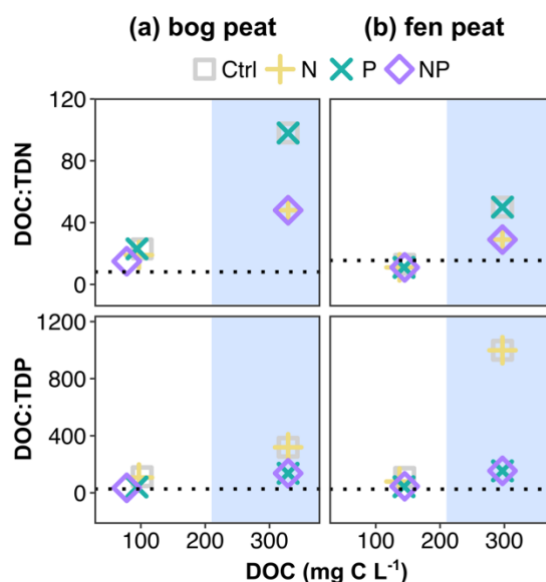 (a) bog peat (b) fen peat
Ctrl N P NP
DOC:TDN
120
80
40
0
DOC:TDP
1200
800
400
0
100 200 300 100 200 300
DOC (mg C L⁻¹)